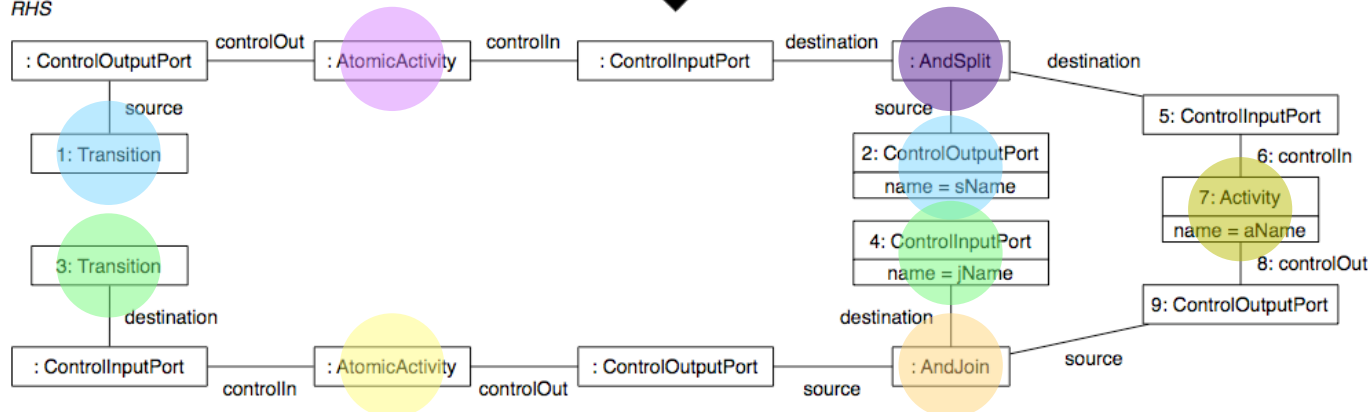 RHS
: ControlOutputPort
controlOut
: AtomicActivity
controlIn
: ControlInputPort
destination
: AndSplit
destination
source
1: Transition
source
2: ControlOutputPort
name = sName
5: ControlInputPort
6: controlIn
7: Activity
name = aName
8: controlOut
9: ControlOutputPort
3: Transition
4: ControlInputPort
name = jName
destination
destination
: ControlInputPort
controlIn
: AtomicActivity
controlOut
: ControlOutputPort
source
: AndJoin
source